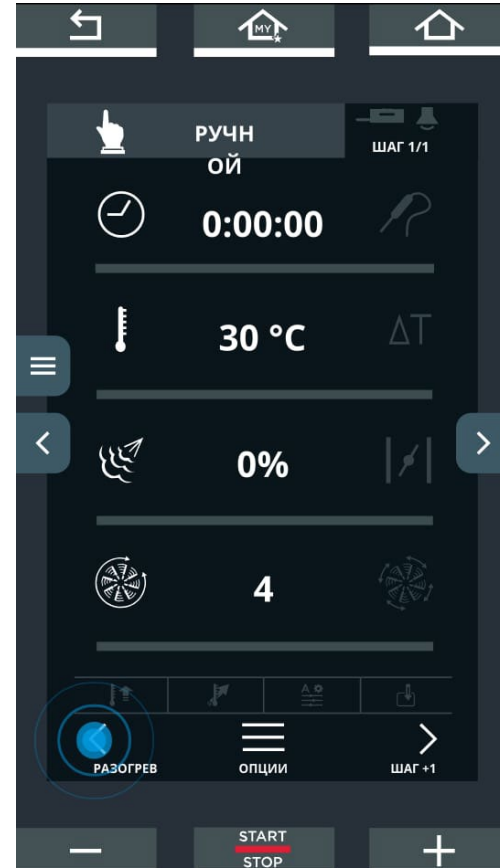 MY
РУЧН
ОЙ
ШАГ 1/1
0:00:00
30 °C
ΔT
0%
4
A
РАЗОГРЕВ
ОПЦИИ
ШАГ +1
START
STOP